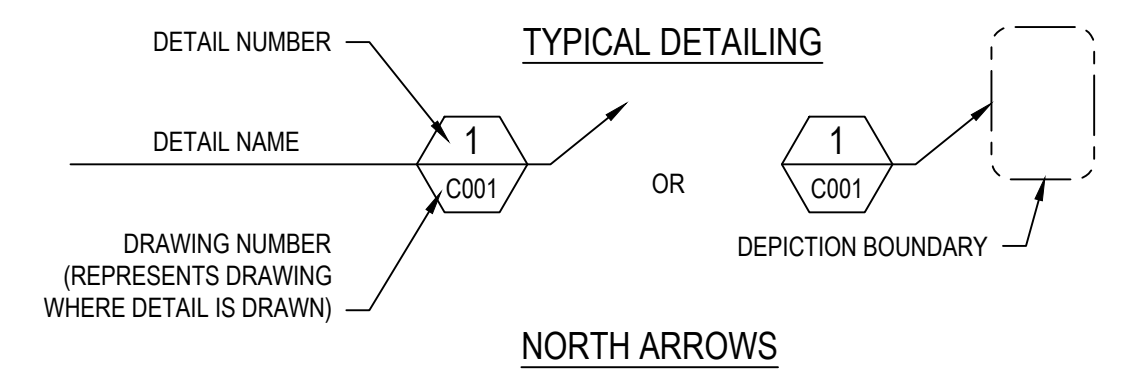 DETAIL NUMBER
TYPICAL DETAILING
DETAIL NAME
1
C001
OR
1
C001
DRAWING NUMBER
(REPRESENTS DRAWING
WHERE DETAIL IS DRAWN)
DEPICTION BOUNDARY
NORTH ARROWS